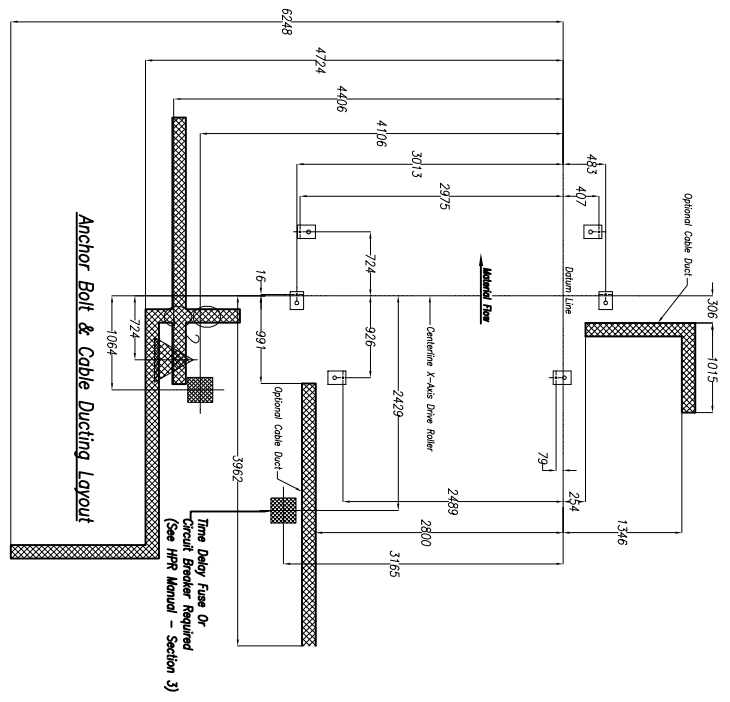 6248
4724
4406
4106
3013
2975
483
407
724
16
991
926
2429
3962
306
1015
79
254
1346
2489
2800
3165
724
1064
2
Optional Cable Duct
Datum Line
Material Flow
Centerline X-Axis Drive Roller
Optional Cable Duct
Time Delay Fuse Or
Circuit Breaker Required
(See HPR Manual - Section 3)
Anchor Bolt & Cable Ducting Layout